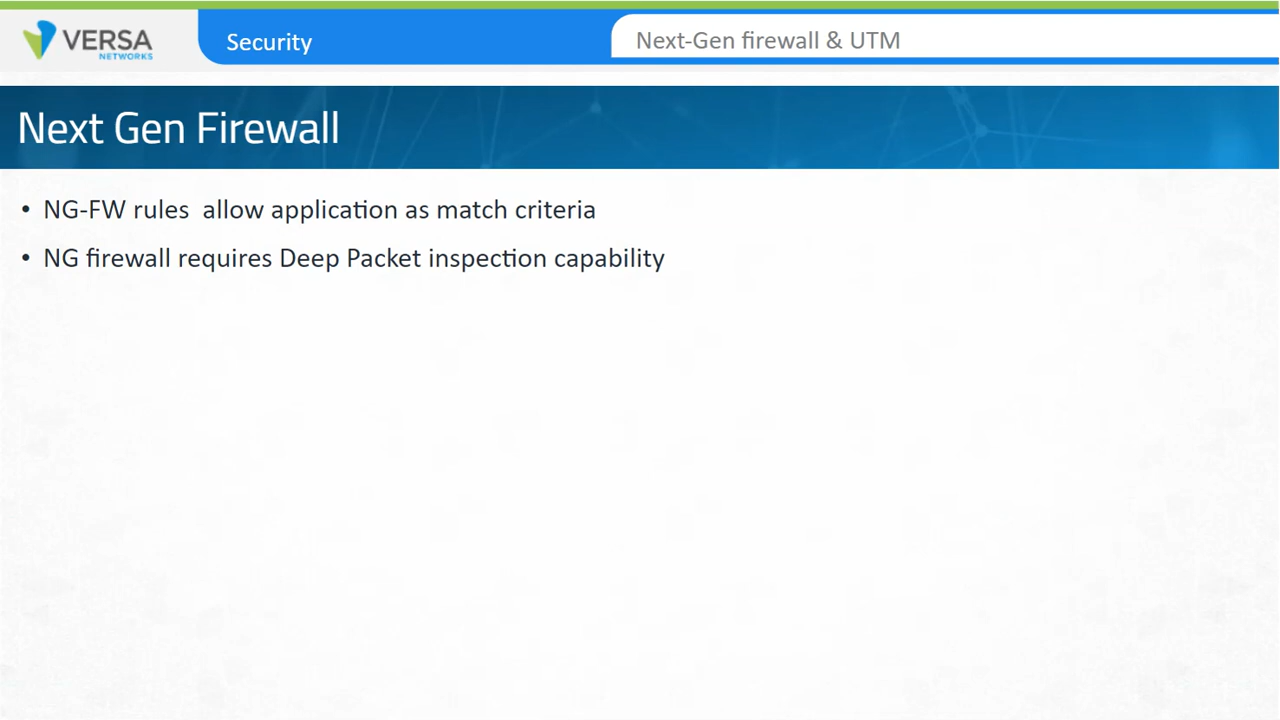 VERSA
NETWORKS
Security
Next-Gen firewall & UTM
Next Gen Firewall
• NG-FW rules  allow application as match criteria
• NG firewall requires Deep Packet inspection capability